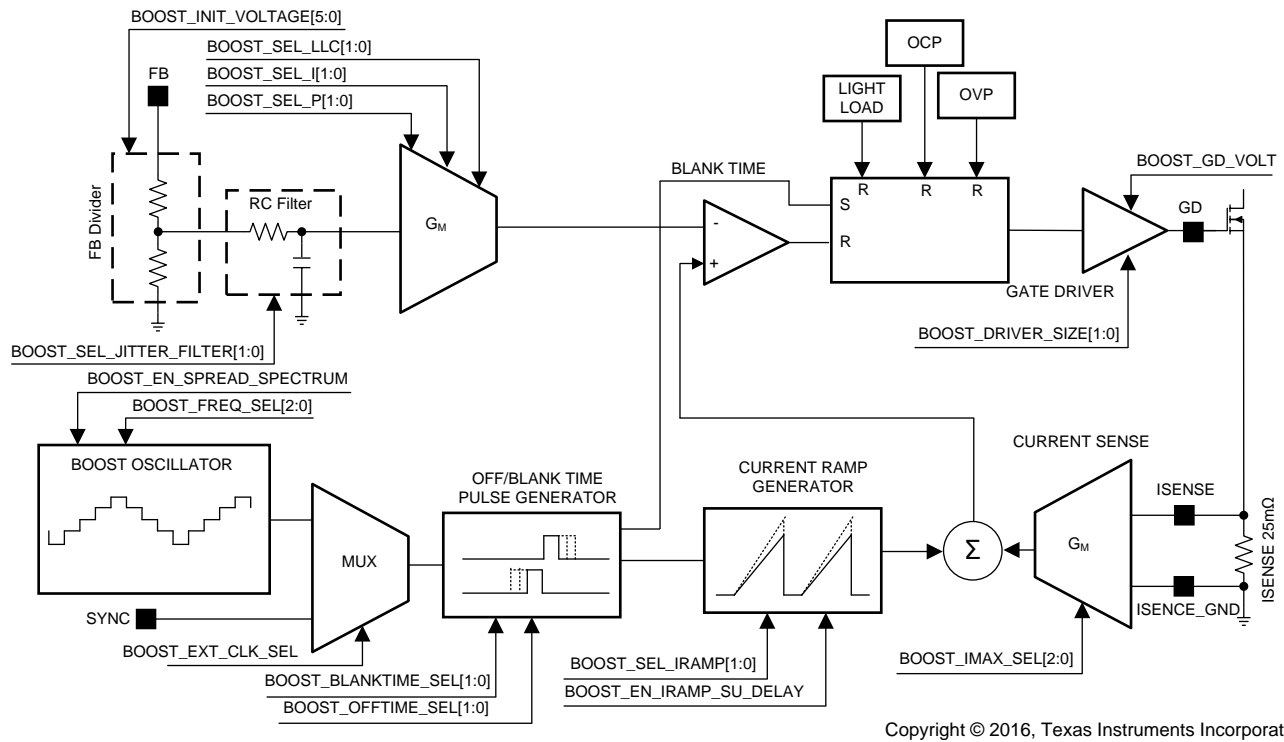 BOOST_INIT_VOLTAGE[5:0]
BOOST_SEL_LLC[1:0]
BOOST_SEL_I[1:0]
BOOST_SEL_P[1:0]
FB
FB Divider
RC Filter
GM
BOOST_SEL_JITTER_FILTER[1:0]
BLANK TIME
-
+
OCP
LIGHT
LOAD
OVP
R
R
R
S
R
BOOST_GD_VOLT
GD
GATE DRIVER
BOOST_DRIVER_SIZE[1:0]
BOOST_EN_SPREAD_SPECTRUM
BOOST_FREQ_SEL[2:0]
BOOST OSCILLATOR
SYNC
MUX
BOOST_EXT_CLK_SEL
OFF/BLANK TIME
PULSE GENERATOR
BOOST_BLANKTIME_SEL[1:0]
BOOST_OFFTIME_SEL[1:0]
CURRENT RAMP
GENERATOR
BOOST_SEL_IRAMP[1:0]
BOOST_EN_IRAMP_SU_DELAY
Σ
CURRENT SENSE
GM
BOOST_IMAX_SEL[2:0]
ISENSE
ISENCE_GND
ISENSE 25mΩ
Copyright © 2016, Texas Instruments Incorporat